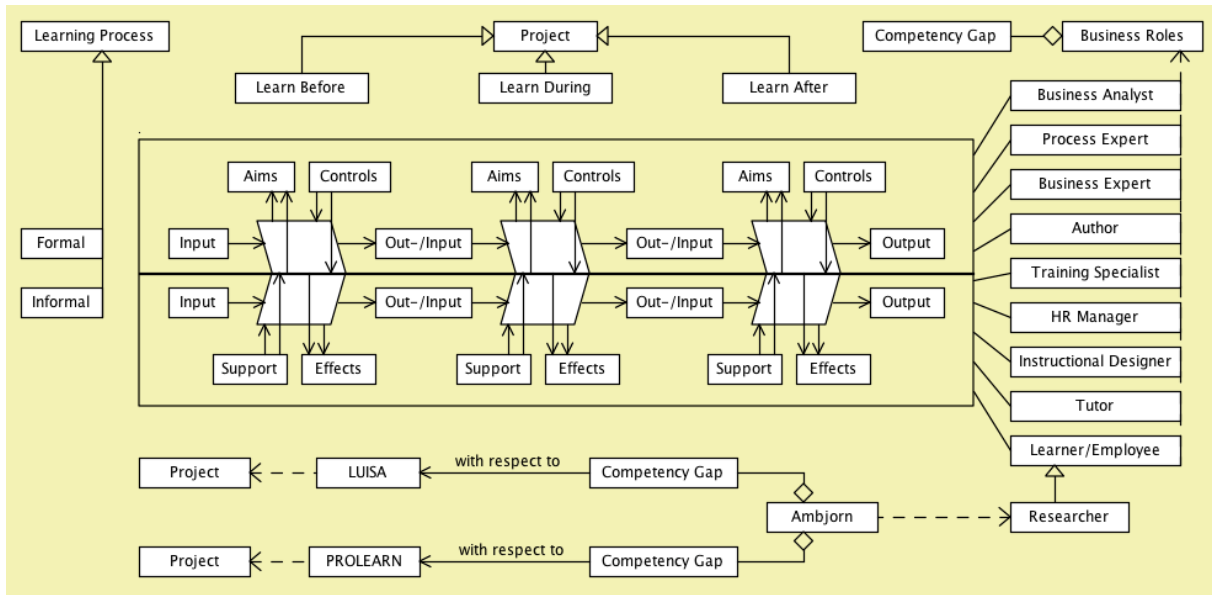 Learning Process
Project
Competency Gap
Business Roles
Learn Before
Learn During
Learn After
Business Analyst
Process Expert
Business Expert
Author
Training Specialist
HR Manager
Instructional Designer
Tutor
Learner/Employee
Formal
Informal
Aims
Controls
Aims
Controls
Aims
Controls
Input
Out-/Input
Out-/Input
Output
Input
Out-/Input
Out-/Input
Output
Support
Effects
Support
Effects
Support
Effects
Project
LUISA
with respect to
Competency Gap
Ambjorn
Researcher
Project
PROLEARN
with respect to
Competency Gap